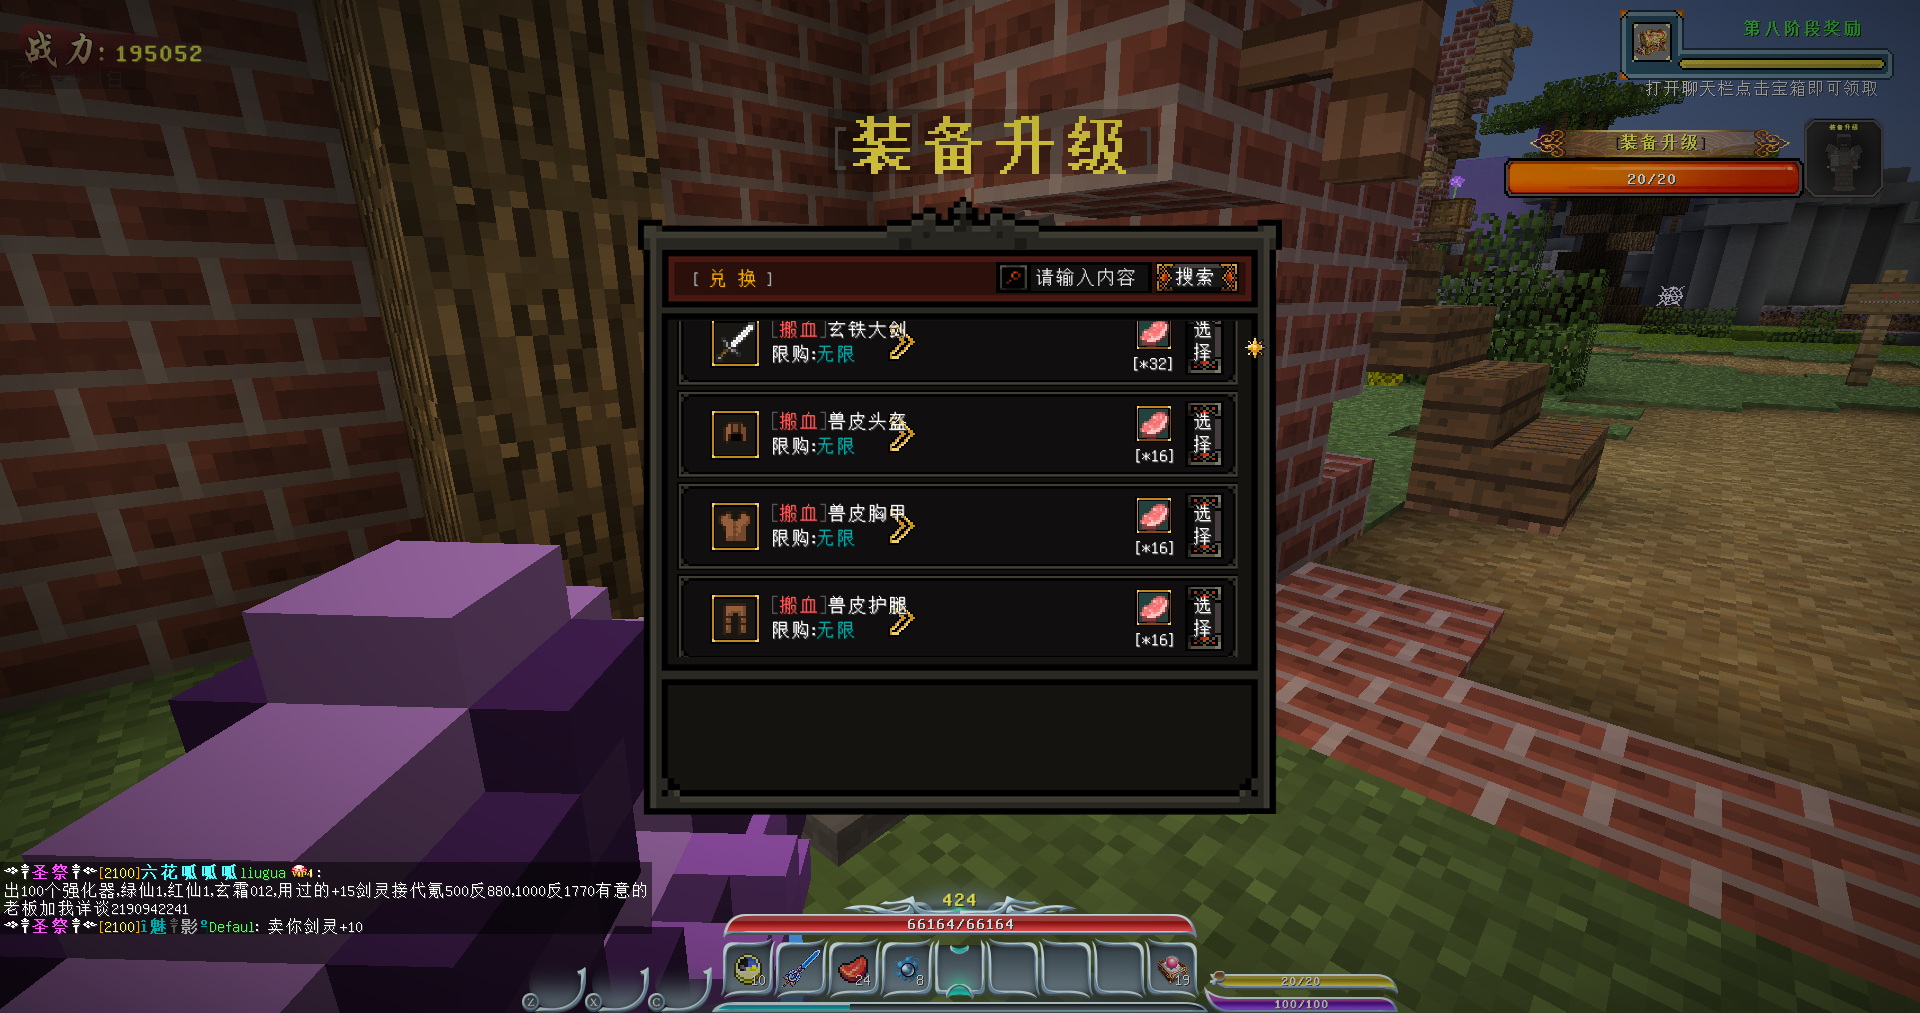 战力: 195052
第八阶段奖励
打开聊天栏点击宝箱即可领取
[装备升级]
20/20
装备升级
[装备升级]
[ 兑 换 ]
请输入内容
搜索
[搬血]玄铁大剑
限购:无限
[*32]
选择
[搬血]兽皮头盔
限购:无限
[*16]
选择
[搬血]兽皮胸甲
限购:无限
[*16]
选择
[搬血]兽皮护腿
限购:无限
[*16]
选择
圣祭[2100]六花呱呱呱liugua:
出100个强化器,绿仙1,红仙1,玄霜012,用过的+15剑灵接代氪500反880,1000反1770有意的
老板加我详谈2190942241
圣祭[2100]i魅影ºDefaul: 卖你剑灵+10
424
66164/66164
10
24
8
19
Z
X
C
20/20
100/100